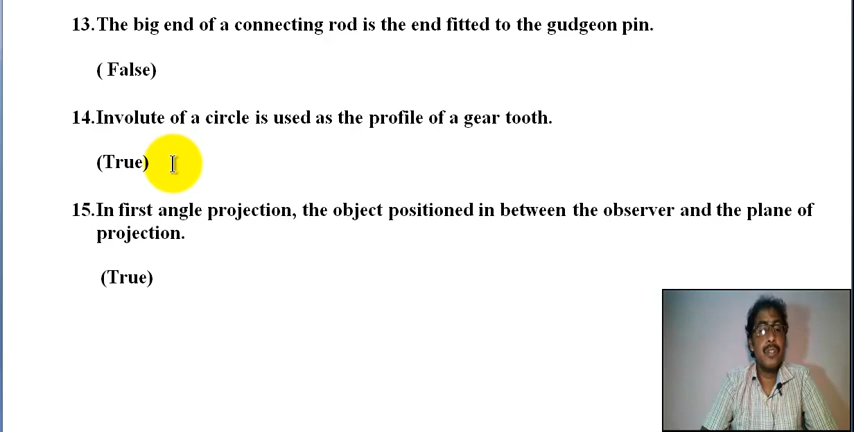 13.The big end of a connecting rod is the end fitted to the gudgeon pin.
( False)
14.Involute of a circle is used as the profile of a gear tooth.
(True)
15.In first angle projection, the object positioned in between the observer and the plane of
projection.
(True)